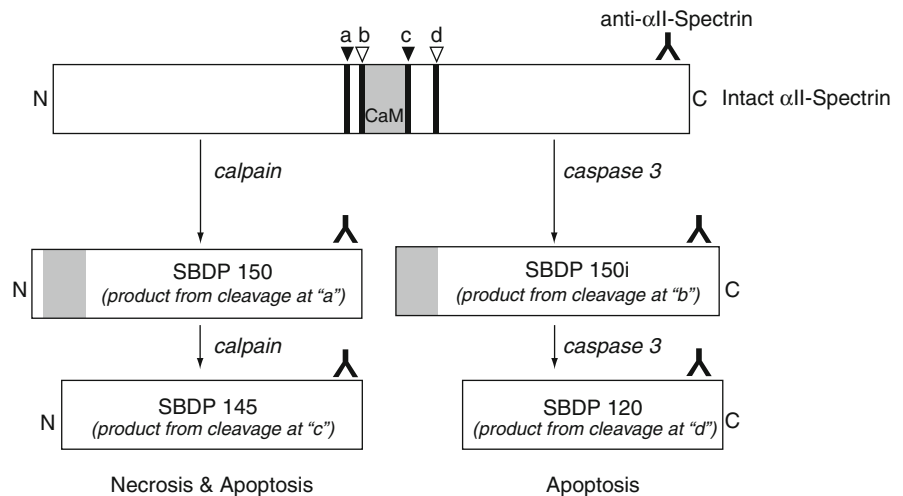 anti-αII-Spectrin
a b c d
N CaM C Intact αII-Spectrin
calpain caspase 3
SBDP 150
(product from cleavage at "a")
N
SBDP 150i
(product from cleavage at "b")
C
calpain caspase 3
SBDP 145
(product from cleavage at "c")
N
SBDP 120
(product from cleavage at "d")
C
Necrosis & Apoptosis Apoptosis